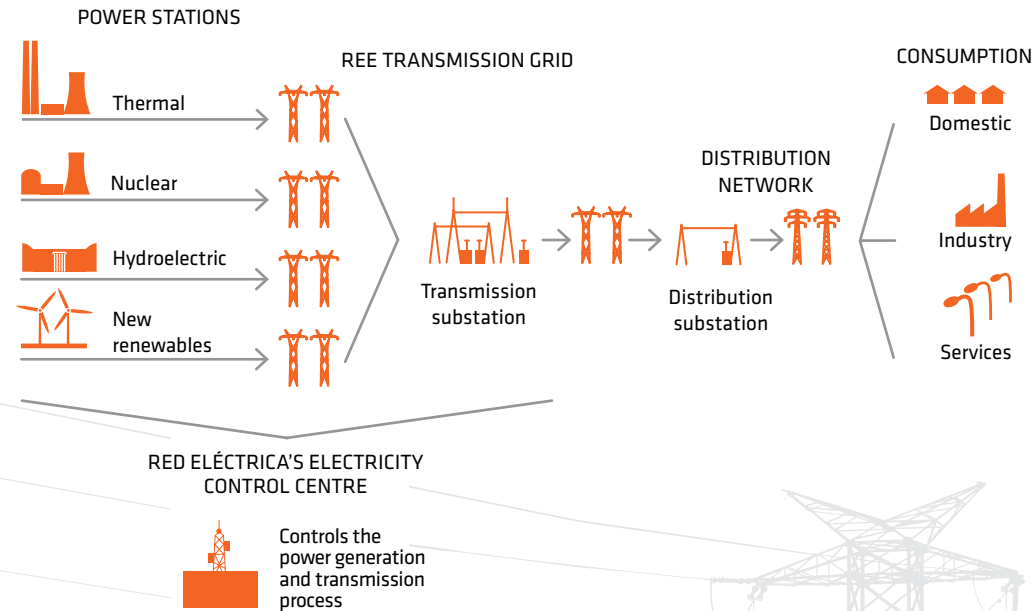 POWER STATIONS
Thermal
Nuclear
Hydroelectric
New
renewables
REE TRANSMISSION GRID
Transmission
substation
DISTRIBUTION
NETWORK
Distribution
substation
CONSUMPTION
Domestic
Industry
Services
RED ELÉCTRICA'S ELECTRICITY
CONTROL CENTRE
Controls the
power generation
and transmission
process